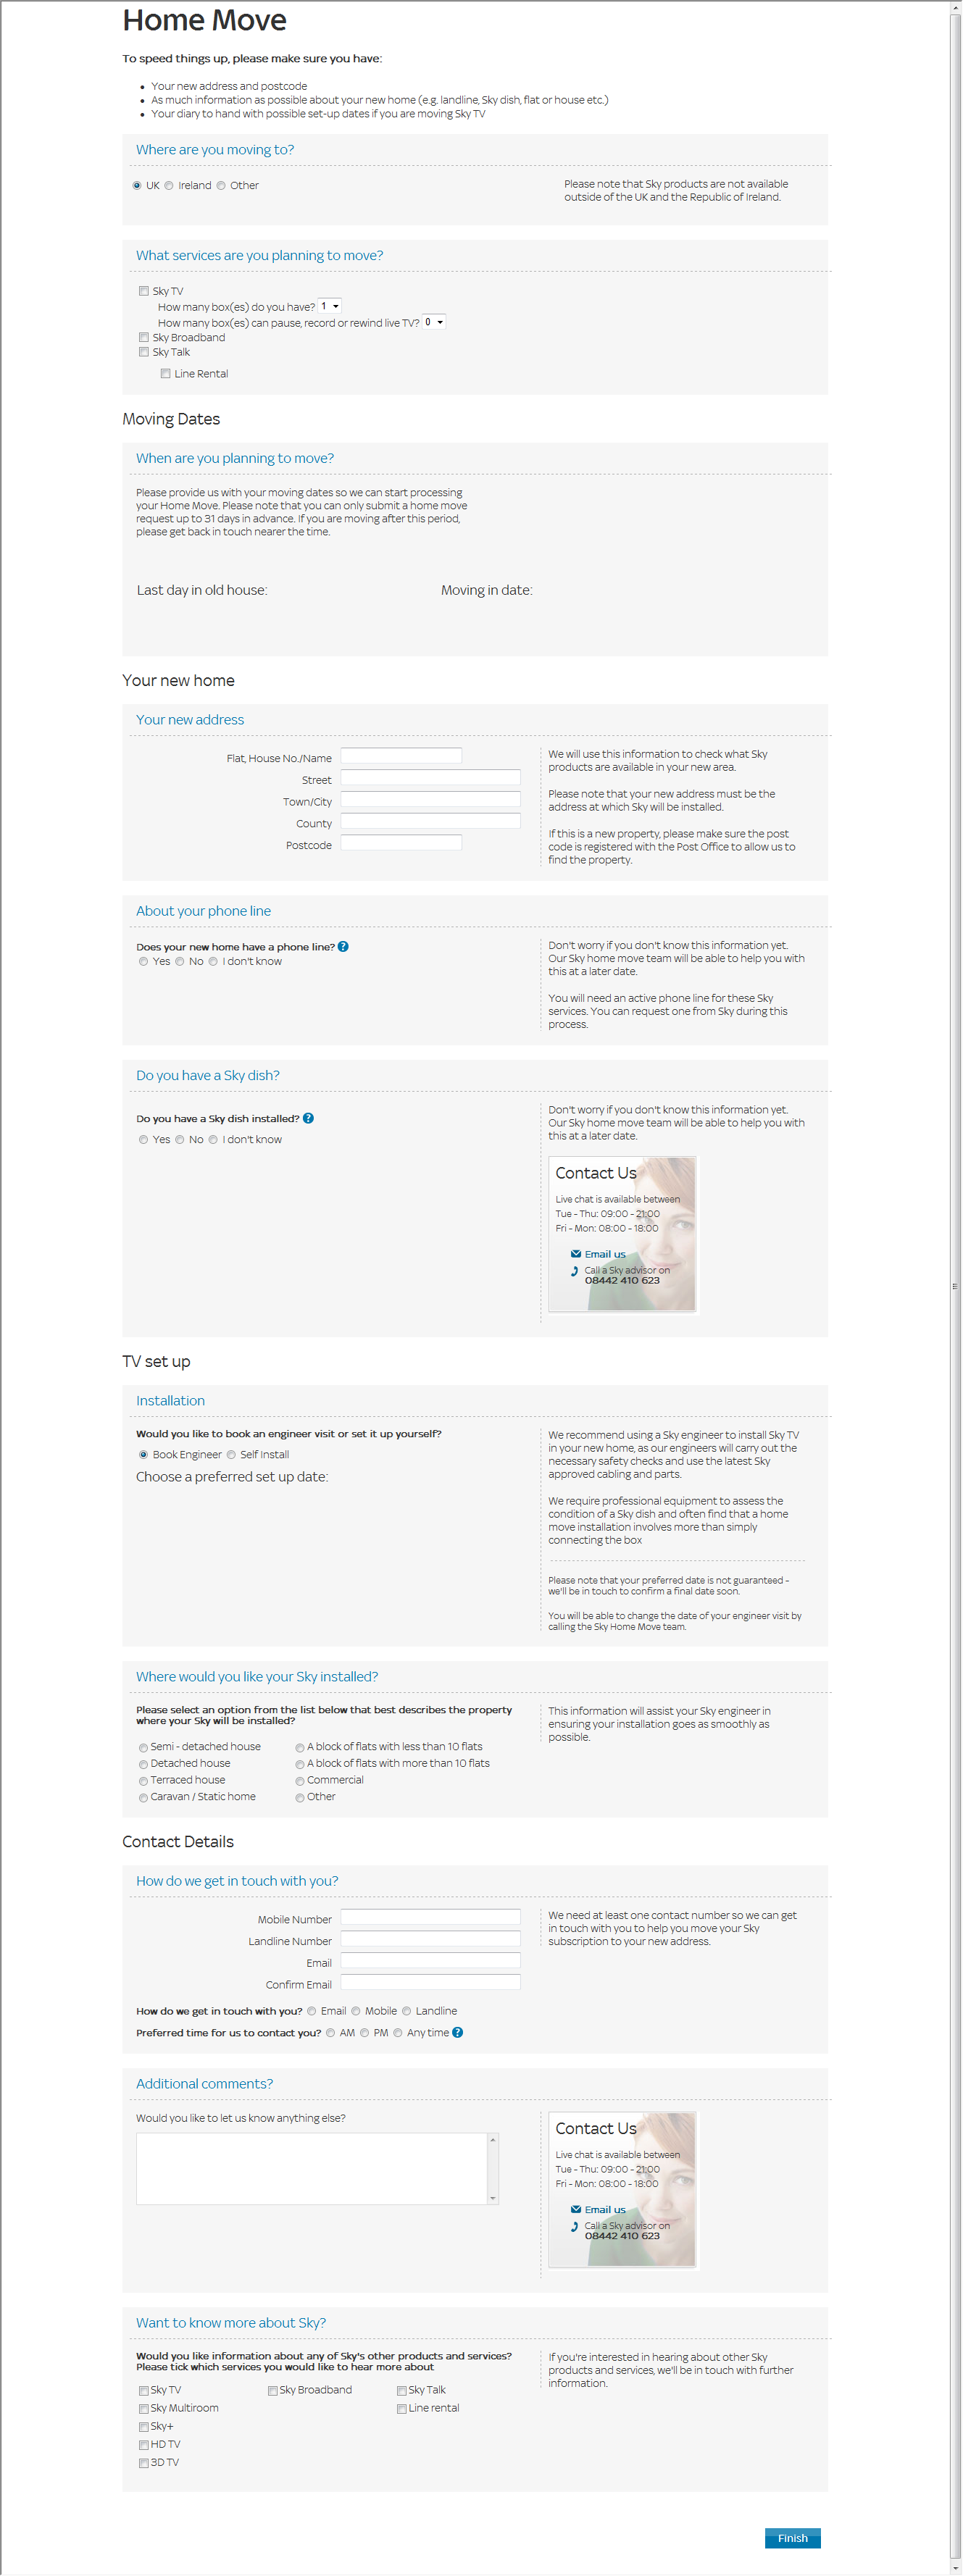 Home Move
To speed things up, please make sure you have:
Your new address and postcode
As much information as possible about your new home (e.g. landline, Sky dish, flat or house etc.)
Your diary to hand with possible set-up dates if you are moving Sky TV
Where are you moving to?
UK Ireland Other
Please note that Sky products are not available
outside of the UK and the Republic of Ireland.
What services are you planning to move?
Sky TV
How many box(es) do you have? 1
How many box(es) can pause, record or rewind live TV? 0
Sky Broadband
Sky Talk
Line Rental
Moving Dates
When are you planning to move?
Please provide us with your moving dates so we can start processing
your Home Move. Please note that you can only submit a home move
request up to 31 days in advance. If you are moving after this period,
please get back in touch nearer the time.
Last day in old house: Moving in date:
Your new home
Your new address
Flat, House No./Name
Street
Town/City
County
Postcode
We will use this information to check what Sky
products are available in your new area.
Please note that your new address must be the
address at which Sky will be installed.
If this is a new property, please make sure the post
code is registered with the Post Office to allow us to
find the property.
About your phone line
Does your new home have a phone line? ?
Yes No I don't know
Don't worry if you don't know this information yet.
Our Sky home move team will be able to help you with
this at a later date.
You will need an active phone line for these Sky
services. You can request one from Sky during this
process.
Do you have a Sky dish?
Do you have a Sky dish installed? ?
Yes No I don't know
Don't worry if you don't know this information yet.
Our Sky home move team will be able to help you with
this at a later date.
Contact Us
Live chat is available between
Tue - Thu: 09:00 - 21:00
Fri - Mon: 08:00 - 18:00
Email us
Call a Sky advisor on
08442 410 623
TV set up
Installation
Would you like to book an engineer visit or set it up yourself?
Book Engineer Self Install
Choose a preferred set up date:
We recommend using a Sky engineer to install Sky TV
in your new home, as our engineers will carry out the
necessary safety checks and use the latest Sky
approved cabling and parts.
We require professional equipment to assess the
condition of a Sky dish and often find that a home
move installation involves more than simply
connecting the box
Please note that your preferred date is not guaranteed –
we'll be in touch to confirm a final date soon.
You will be able to change the date of your engineer visit by
calling the Sky Home Move team.
Where would you like your Sky installed?
Please select an option from the list below that best describes the property
where your Sky will be installed?
Semi - detached house A block of flats with less than 10 flats
Detached house A block of flats with more than 10 flats
Terraced house Commercial
Caravan / Static home Other
This information will assist your Sky engineer in
ensuring your installation goes as smoothly as
possible.
Contact Details
How do we get in touch with you?
Mobile Number
Landline Number
Email
Confirm Email
We need at least one contact number so we can get
in touch with you to help you move your Sky
subscription to your new address.
How do we get in touch with you? Email Mobile Landline
Preferred time for us to contact you? AM PM Any time ?
Additional comments?
Would you like to let us know anything else?
Contact Us
Live chat is available between
Tue - Thu: 09:00 - 21:00
Fri - Mon: 08:00 - 18:00
Email us
Call a Sky advisor on
08442 410 623
Want to know more about Sky?
Would you like information about any of Sky's other products and services?
Please tick which services you would like to hear more about
Sky TV Sky Broadband Sky Talk
Sky Multiroom Line rental
Sky+
HD TV
3D TV
If you're interested in hearing about other Sky
products and services, we'll be in touch with further
information.
Finish